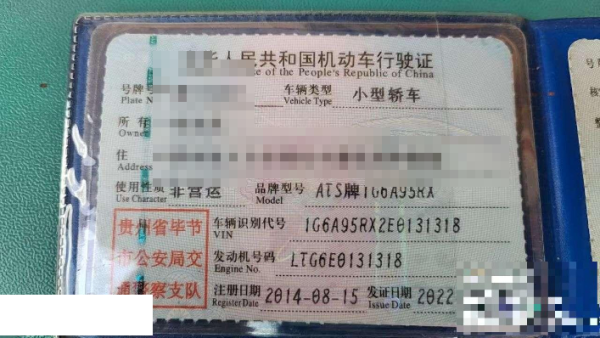 华人民共和国机动车行驶证
of the People's Republic of China
号牌号 车辆类型 小型轿车
Plate N Vehicle Type
所有
Owner
住
Address
使用性质 非营运 品牌型号 ATS牌1G6A95RX
Use Character Model
贵州省毕节 车辆识别代号 1G6A95RX2E0131318
VIN
市公安局交 发动机号码 LTG6E0131318
Engine No.
通警察支队 注册日期 2014-08-15 发证日期 2022
Register Date Issue Date